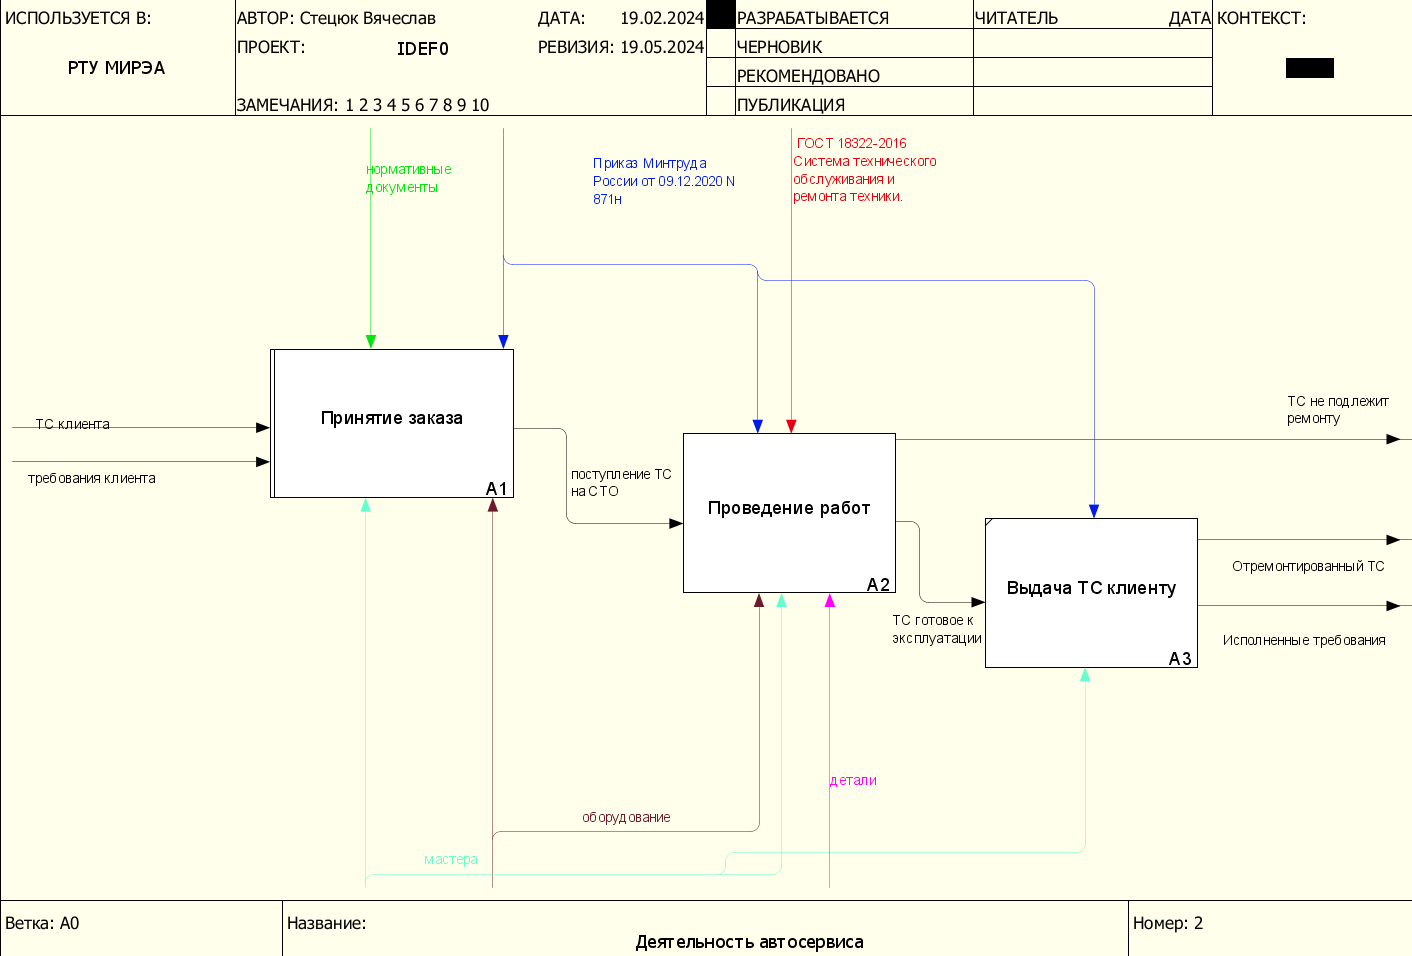 ИСПОЛЬЗУЕТСЯ В:
РТУ МИРЭА
АВТОР: Стецюк Вячеслав
ДАТА: 19.02.2024
ПРОЕКТ: IDEF0
РЕВИЗИЯ: 19.05.2024
ЗАМЕЧАНИЯ: 1 2 3 4 5 6 7 8 9 10
РАЗРАБАТЫВАЕТСЯ
ЧЕРНОВИК
РЕКОМЕНДОВАНО
ПУБЛИКАЦИЯ
ЧИТАТЕЛЬ ДАТА
КОНТЕКСТ:
нормативные
документы
Приказ Минтруда
России от 09.12.2020 N
871н
ГОСТ 18322-2016
Система технического
обслуживания и
ремонта техники.
ТС клиента
требования клиента
Принятие заказа
A1
поступление ТС
на СТО
Проведение работ
A2
ТС не подлежит
ремонту
ТС готовое к
эксплуатации
Выдача ТС клиенту
A3
Отремонтированный ТС
Исполненные требования
детали
оборудование
мастера
Ветка: A0
Название:
Деятельность автосервиса
Номер: 2